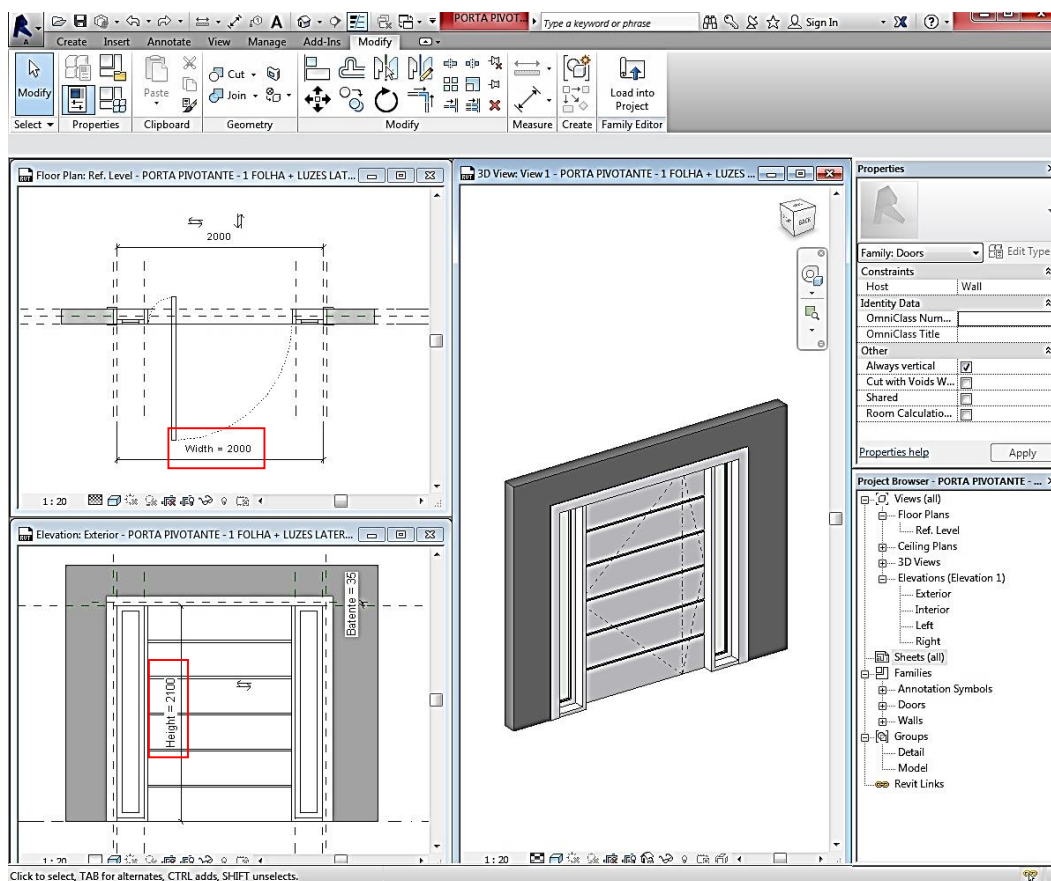 PORTA PIVOT...
Type a keyword or phrase
Sign In
Create Insert Annotate View Manage Add-Ins Modify
Modify
Paste
Cut
Join
Load into
Project
Select Properties Clipboard Geometry Modify Measure Create Family Editor
Floor Plan: Ref. Level - PORTA PIVOTANTE - 1 FOLHA + LUZES LAT...
2000
Width = 2000
1 : 20
Elevation: Exterior - PORTA PIVOTANTE - 1 FOLHA + LUZES LATER...
Batente = 35
Height = 2100
1 : 20
3D View: View 1 - PORTA PIVOTANTE - 1 FOLHA + LUZES ...
BACK
1 : 20
Properties
Family: Doors
Edit Type
Constraints
Host Wall
Identity Data
OmniClass Num...
OmniClass Title
Other
Always vertical
Cut with Voids W...
Shared
Room Calculatio...
Properties help
Apply
Project Browser - PORTA PIVOTANTE - ...
Views (all)
Floor Plans
Ref. Level
Ceiling Plans
3D Views
Elevations (Elevation 1)
Exterior
Interior
Left
Right
Sheets (all)
Families
Annotation Symbols
Doors
Walls
Groups
Detail
Model
Revit Links
Click to select, TAB for alternates, CTRL adds, SHIFT unselects.